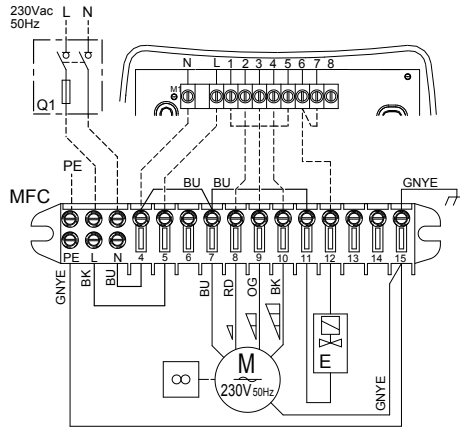 230Vac L N
50Hz
Q1
N L 1 2 3 4 5 6 7 8
M1
PE
MFC
BU BU
GNYE
PE L N 4 5 6 7 8 9 10 11 12 13 14 15
GNYE BK BU BU RD OG BK
E
GNYE
M
230V 50Hz